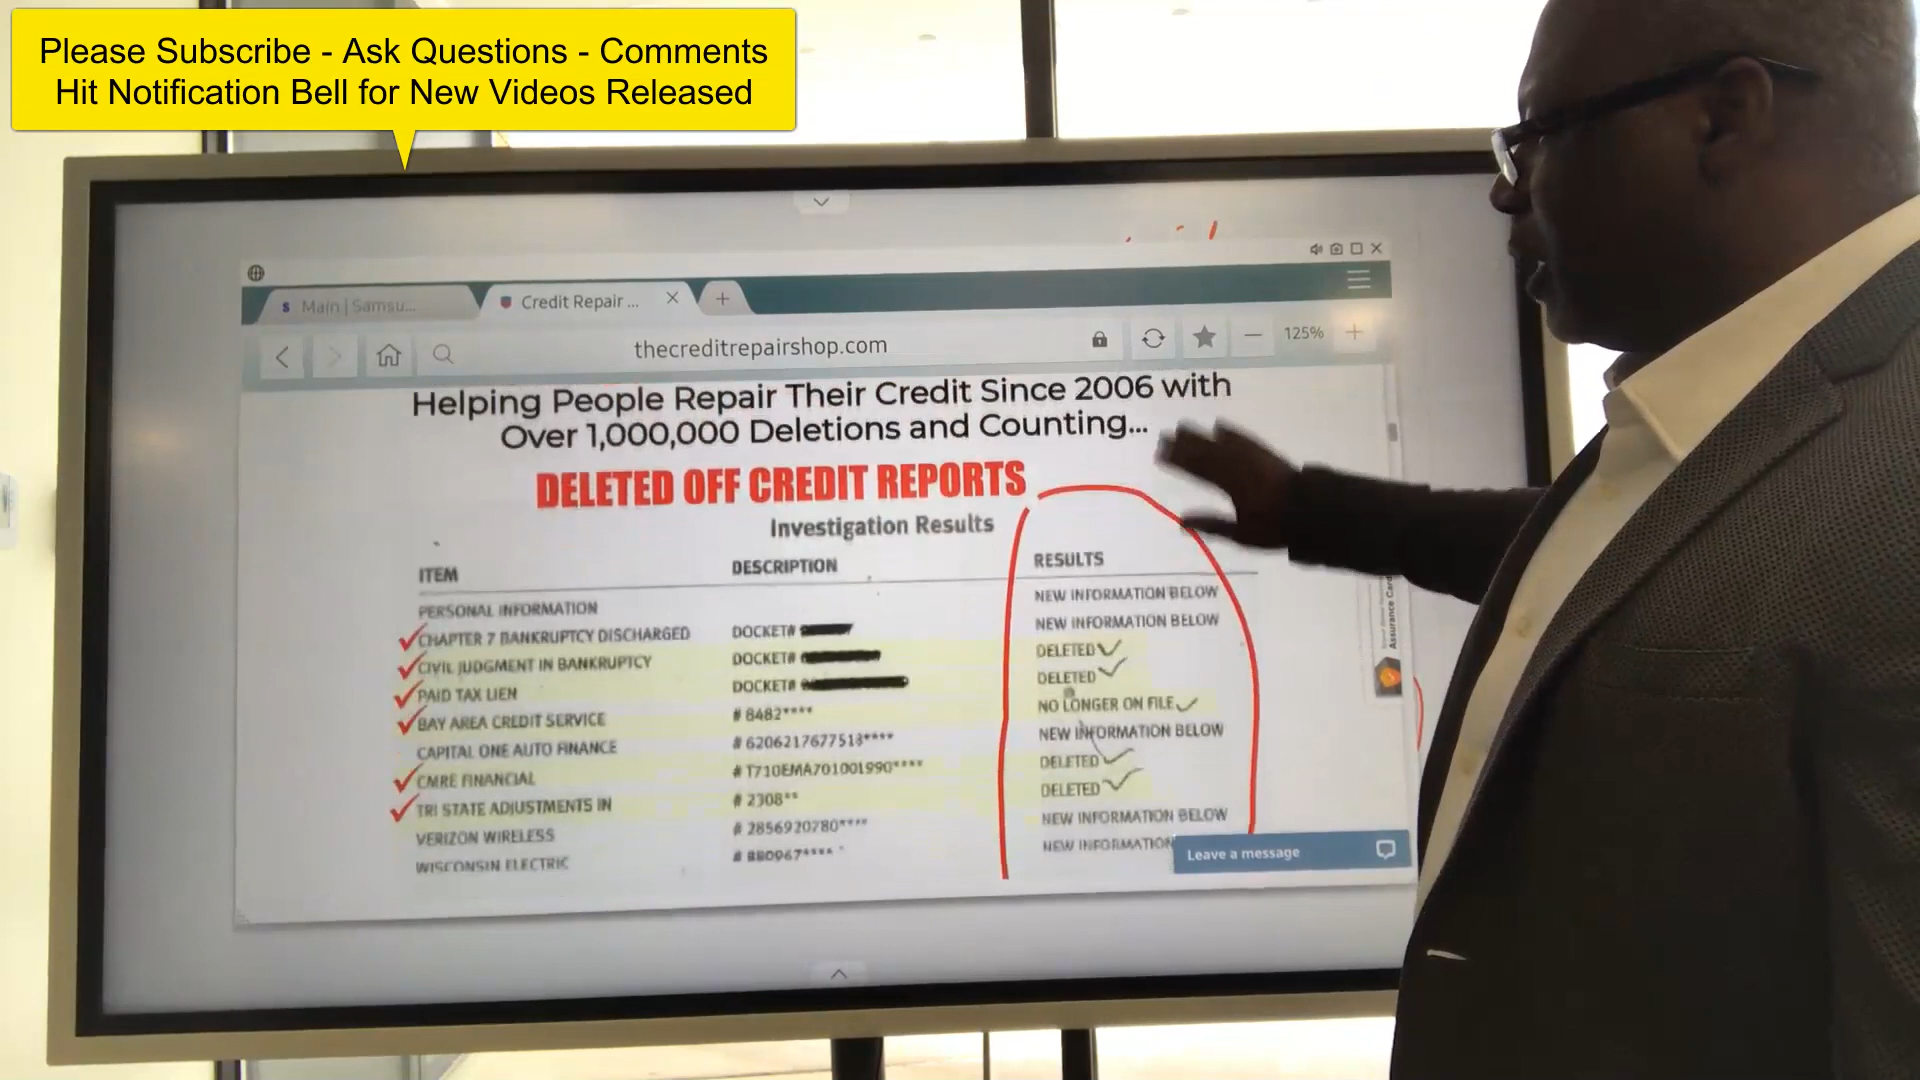 Please Subscribe - Ask Questions - Comments
Hit Notification Bell for New Videos Released
Main | Samsu...
Credit Repair ...
thecreditrepairshop.com
125%
Helping People Repair Their Credit Since 2006 with
Over 1,000,000 Deletions and Counting...
DELETED OFF CREDIT REPORTS
Investigation Results
ITEM DESCRIPTION RESULTS
PERSONAL INFORMATION NEW INFORMATION BELOW
CHAPTER 7 BANKRUPTCY DISCHARGED DOCKET# NEW INFORMATION BELOW
CIVIL JUDGMENT IN BANKRUPTCY DOCKET# DELETED
PAID TAX LIEN DOCKET# DELETED
BAY AREA CREDIT SERVICE # 8482**** NO LONGER ON FILE
CAPITAL ONE AUTO FINANCE # 6206217677513**** NEW INFORMATION BELOW
CMRE FINANCIAL # T710EMA701001990**** DELETED
TRI STATE ADJUSTMENTS IN # 2308** DELETED
VERIZON WIRELESS # 2856920780**** NEW INFORMATION BELOW
WISCONSIN ELECTRIC # 880967**** NEW INFORMATION
Leave a message
Assurance Card